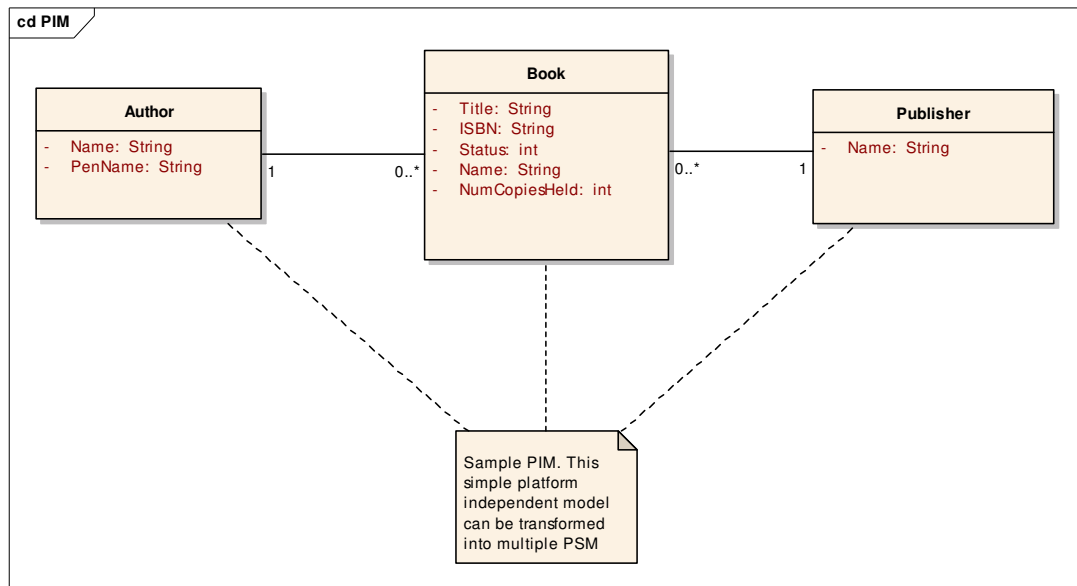 cd PIM
Author
- Name: String
- PenName: String
Book
- Title: String
- ISBN: String
- Status: int
- Name: String
- NumCopiesHeld: int
Publisher
- Name: String
1
0..*
0..*
1
Sample PIM. This
simple platform
independent model
can be transformed
into multiple PSM